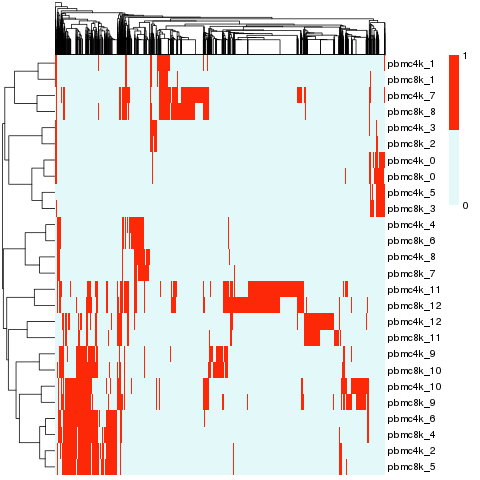 1
0
pbmc4k_1
pbmc8k_1
pbmc4k_7
pbmc8k_8
pbmc4k_3
pbmc8k_2
pbmc4k_0
pbmc8k_0
pbmc4k_5
pbmc8k_3
pbmc4k_4
pbmc8k_6
pbmc4k_8
pbmc8k_7
pbmc4k_11
pbmc8k_12
pbmc4k_12
pbmc8k_11
pbmc4k_9
pbmc8k_10
pbmc4k_10
pbmc8k_9
pbmc4k_6
pbmc8k_4
pbmc4k_2
pbmc8k_5